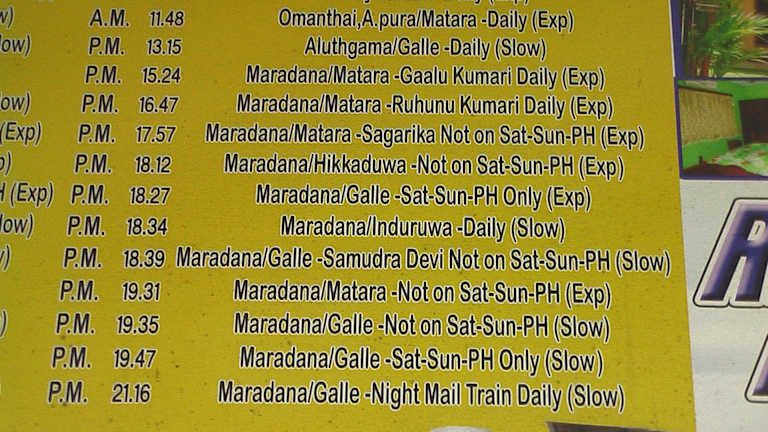 w) A.M. 11.48 Omanthai,A.pura/Matara -Daily (Exp)
low) P.M. 13.15 Aluthgama/Galle -Daily (Slow)
P.M. 15.24 Maradana/Matara -Gaalu Kumari Daily (Exp)
low) P.M. 16.47 Maradana/Matara -Ruhunu Kumari Daily (Exp)
(Exp) P.M. 17.57 Maradana/Matara -Sagarika Not on Sat-Sun-PH (Exp)
p) P.M. 18.12 Maradana/Hikkaduwa -Not on Sat-Sun-PH (Exp)
H (Exp) P.M. 18.27 Maradana/Galle -Sat-Sun-PH Only (Exp)
low) P.M. 18.34 Maradana/Induruwa -Daily (Slow)
) P.M. 18.39 Maradana/Galle -Samudra Devi Not on Sat-Sun-PH (Slow)
P.M. 19.31 Maradana/Matara -Not on Sat-Sun-PH (Exp)
) P.M. 19.35 Maradana/Galle -Not on Sat-Sun-PH (Slow)
P.M. 19.47 Maradana/Galle -Sat-Sun-PH Only (Slow)
P.M. 21.16 Maradana/Galle -Night Mail Train Daily (Slow)